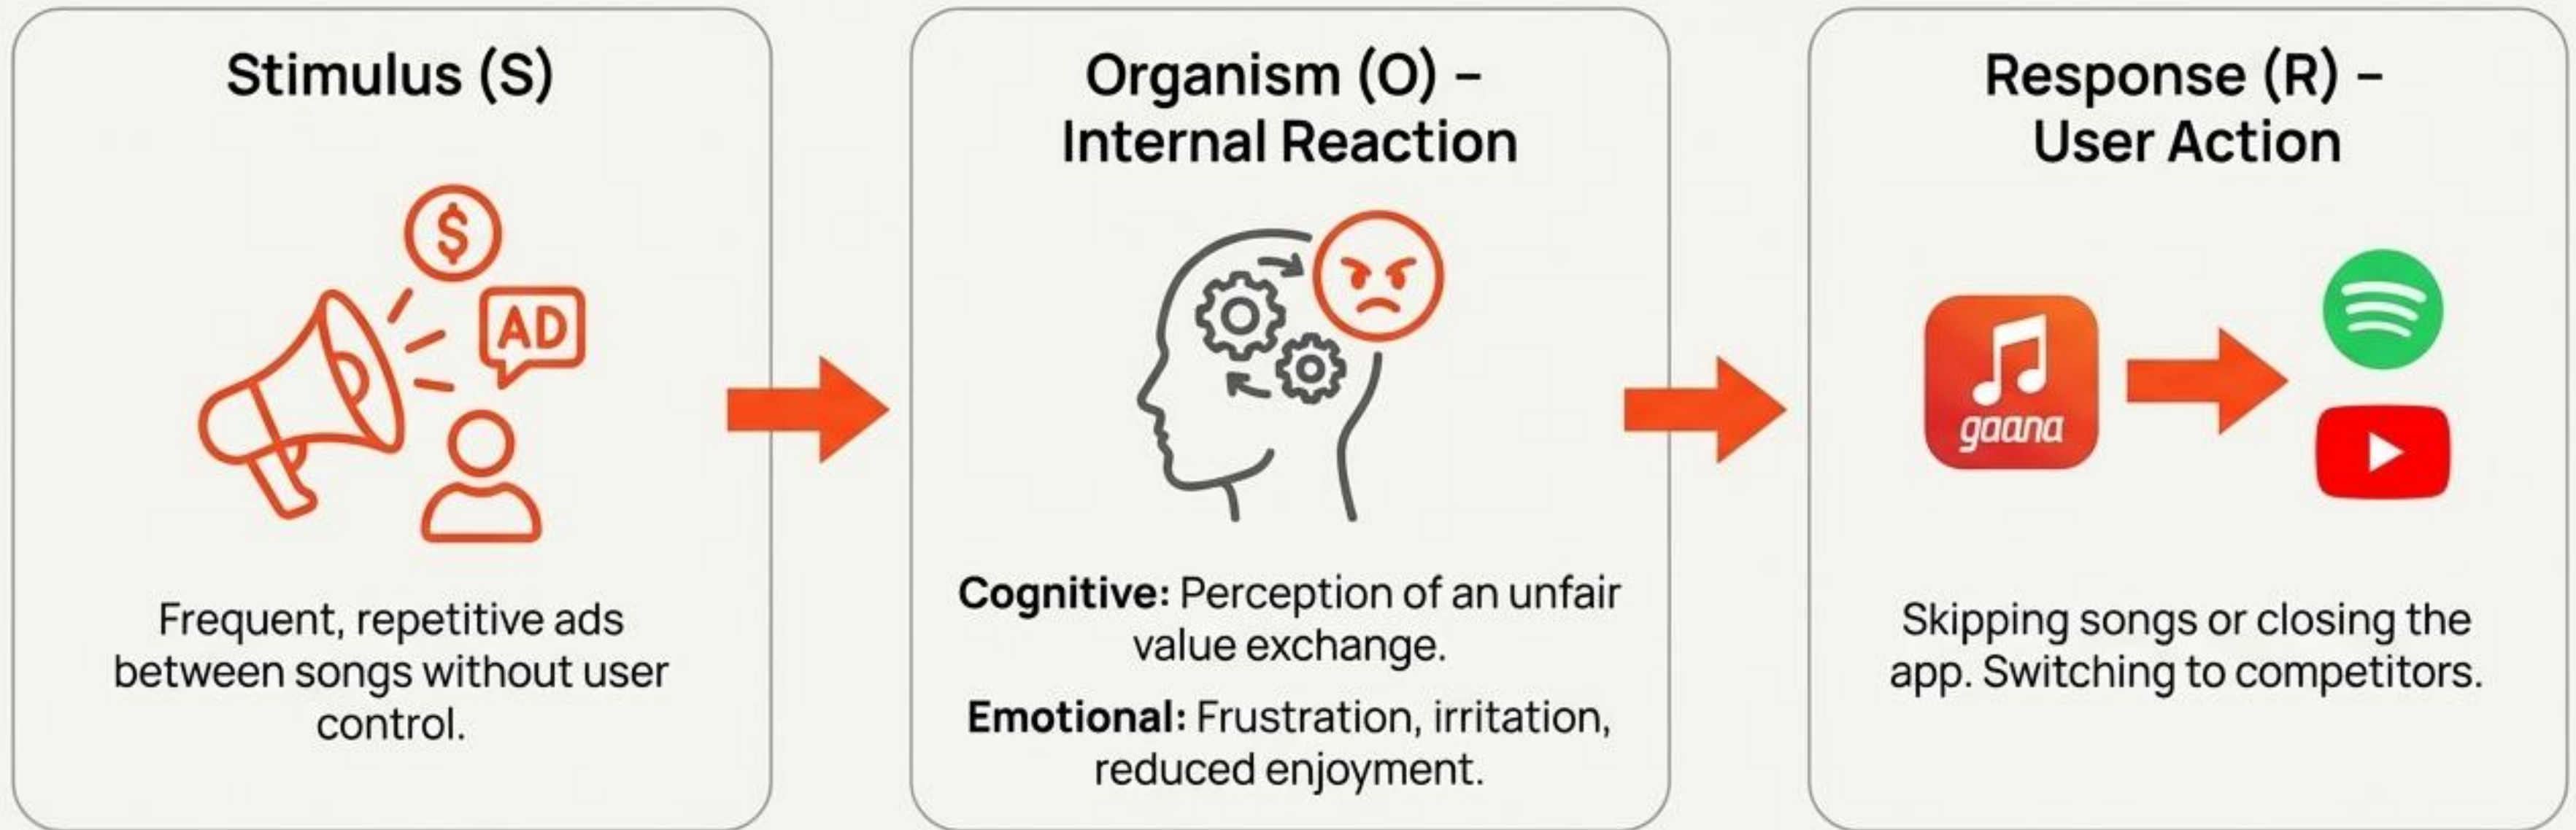 Stimulus (S)
$
AD
Frequent, repetitive ads
between songs without user
control.
Organism (O) –
Internal Reaction
Cognitive: Perception of an unfair
value exchange.
Emotional: Frustration, irritation,
reduced enjoyment.
Response (R) –
User Action
gaana
Skipping songs or closing the
app. Switching to competitors.